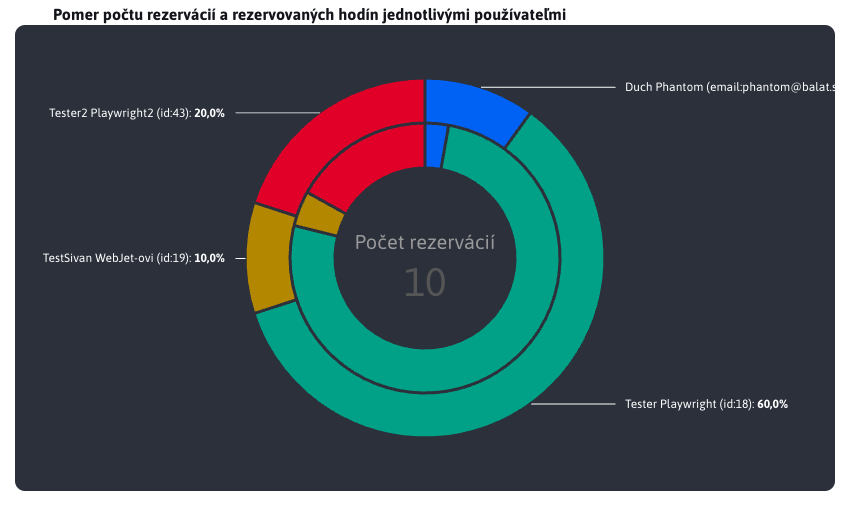 Pomer počtu rezervácií a rezervovaných hodín jednotlivými používateľmi
Duch Phantom (email:phantom@balat.s
Tester2 Playwright2 (id:43): 20,0%
Počet rezervácií
10
TestSivan WebJet-ovi (id:19): 10,0%
Tester Playwright (id:18): 60,0%